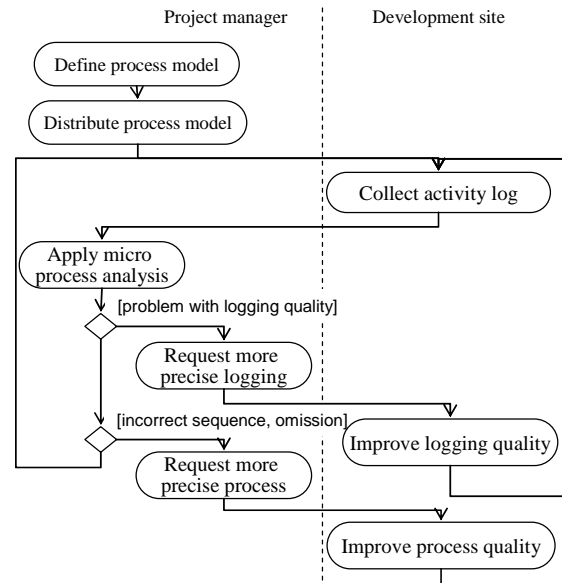 Project manager
Development site
Define process model
Distribute process model
Collect activity log
Apply micro
process analysis
[problem with logging quality]
Request more
precise logging
[incorrect sequence, omission]
Improve logging quality
Request more
precise process
Improve process quality